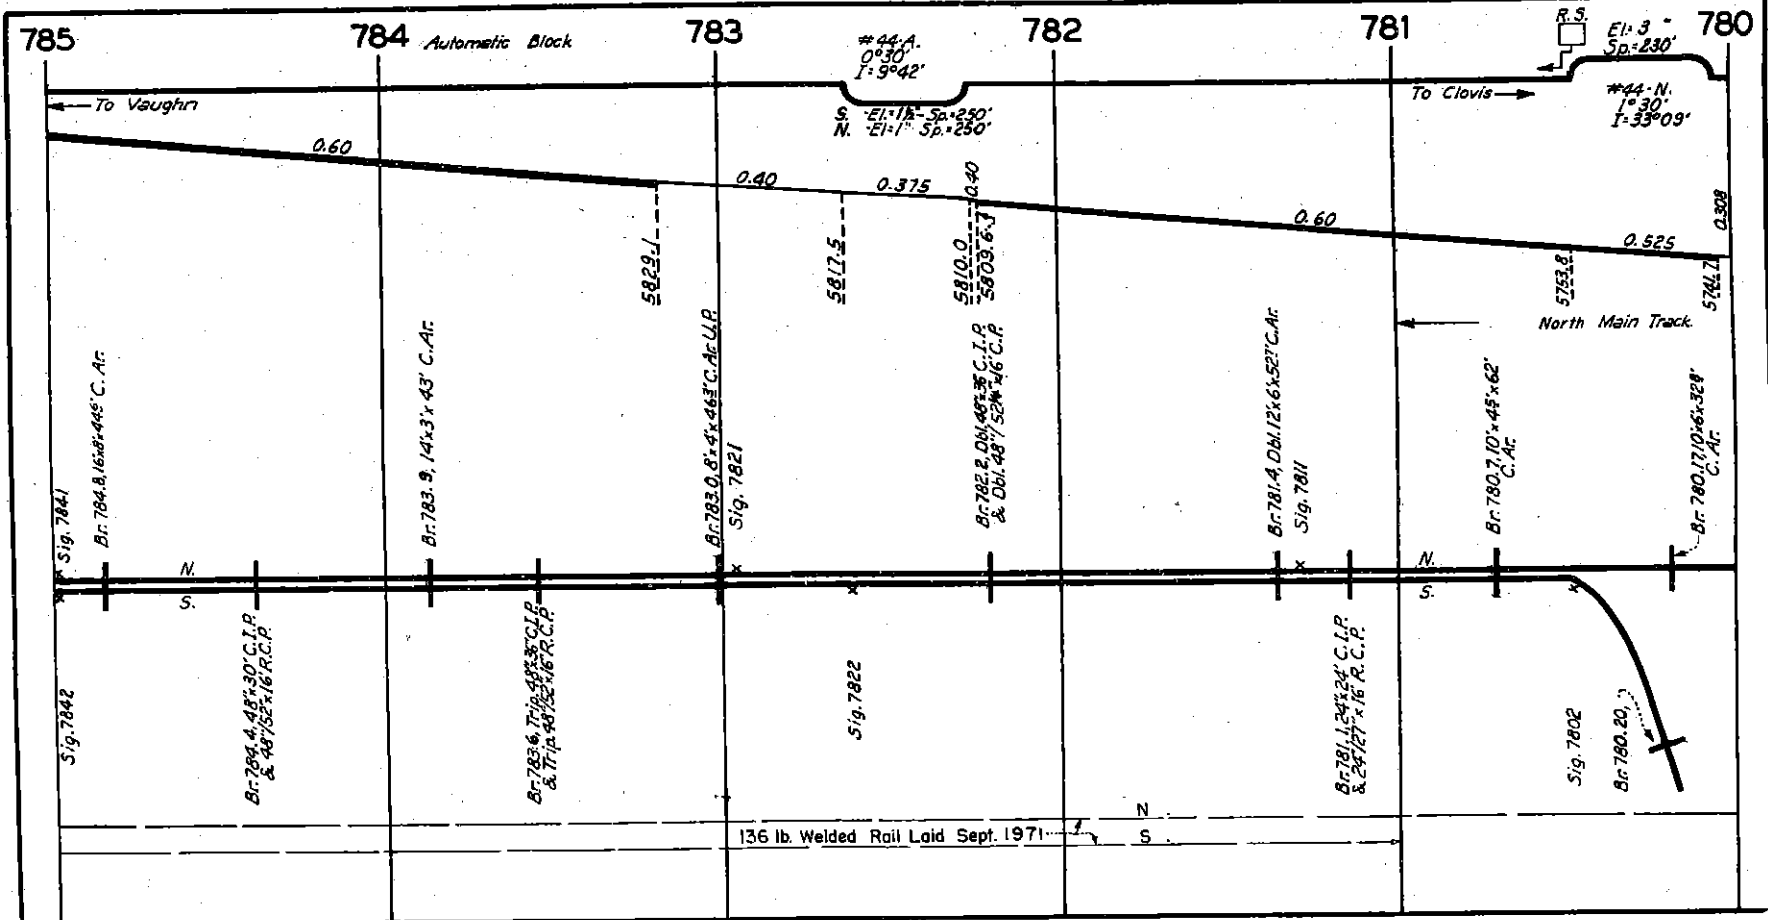 785
784
Automatic Block
783
#44-A.
0°30'
I=9°42'
782
781
R.S.
El.=3"
Sp.=230'
780
To Vaughn
S. El.=1½" Sp.=250'
N. El=1" Sp.=250'
To Clovis
#44-N.
1°30'
I=33°09'
0.60
0.40
0.375
0.40
0.60
0.525
0.308
5829.1
5817.5
5810.0
5809.6
5753.8
5741.7
North Main Track
Sig. 7841
Br. 784.8, 16'x8'x44⁵' C. Ar.
Br. 783.9, 14'x3'x43' C.Ar.
Br. 783.0, 8'x4'x46³' C.Ar. U.P.
Sig. 7821
Br. 782.2, Dbl. 48"x36' C.I.P.
& Dbl. 48"/52¼"x16' C.P.
Br. 781.4, Dbl. 12'x6'x52⁷' C.Ar.
Sig. 7811
Br. 780.7, 10'x4⁵'x62'
C. Ar.
Br. 780.17, 10'x6'x32⁸'
C. Ar.
N.
S.
N.
S.
Sig. 7842
Br. 784.4, 48"x30' C.I.P.
& 48"/52"x16' R.C.P.
Br. 783.6, Trip. 48"x36' C.I.P.
& Trip. 48"/52"x16' R.C.P.
Sig. 7822
Br. 781.1, 24"x24' C.I.P.
& 24"/27"x16' R.C.P.
Sig. 7802
Br. 780.20,
N
136 lb. Welded Rail Laid Sept. 1971
S